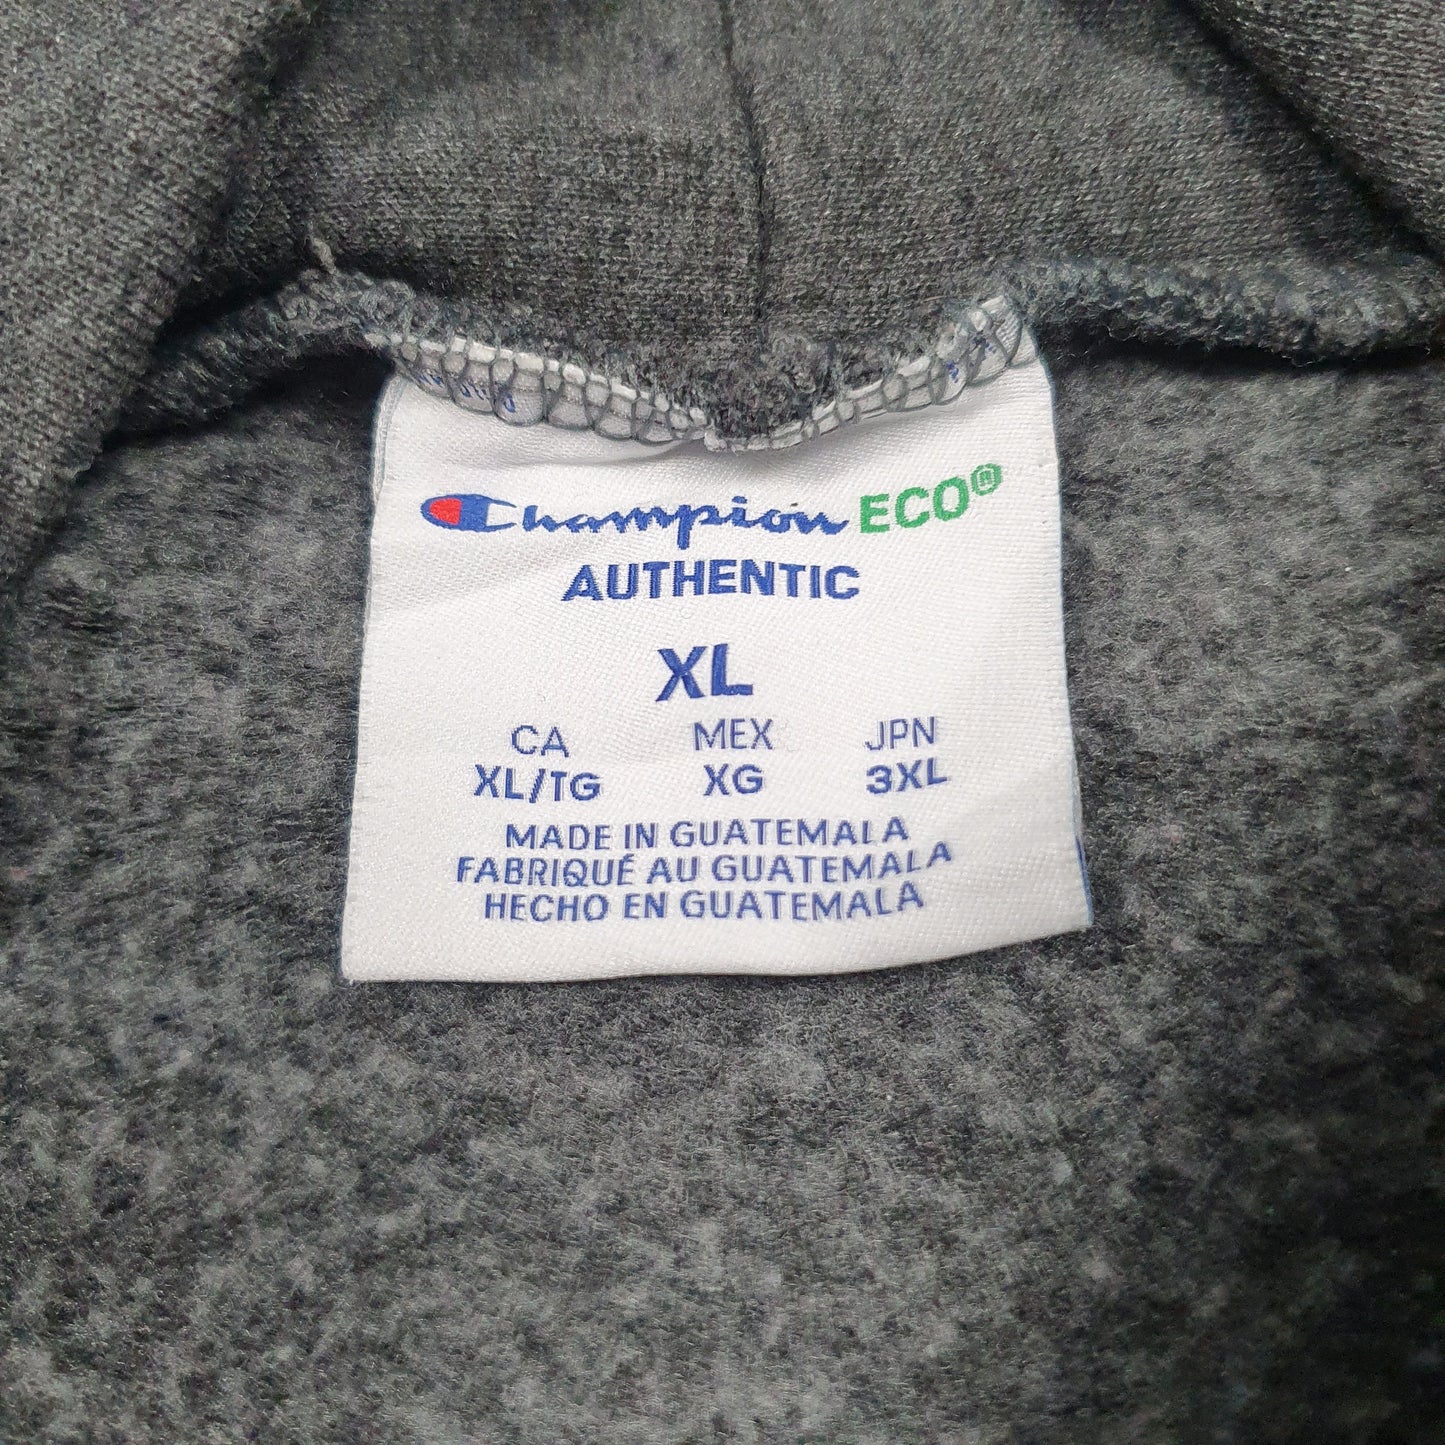 Champion ECO®
AUTHENTIC
XL
CA MEX JPN
XL/TG XG 3XL
MADE IN GUATEMALA
FABRIQUÉ AU GUATEMALA
HECHO EN GUATEMALA